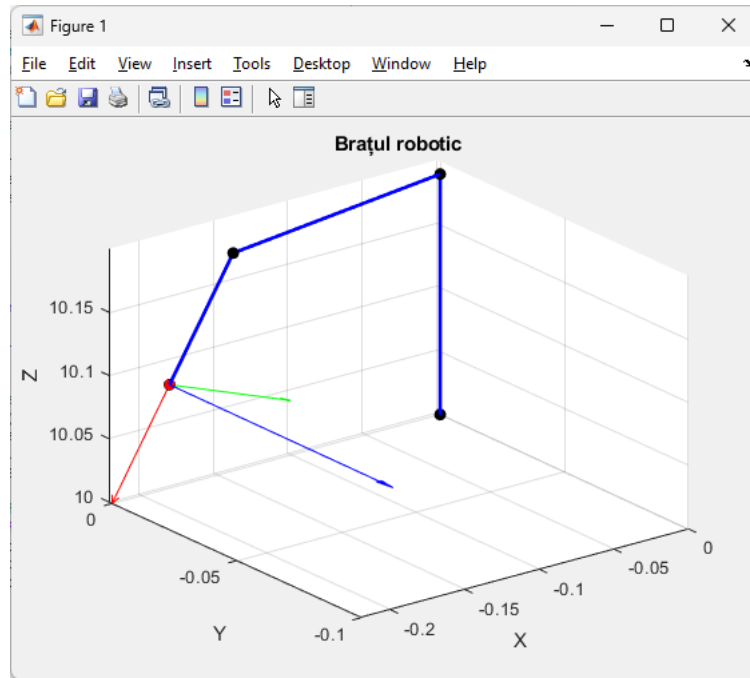 Figure 1
File Edit View Insert Tools Desktop Window Help
Brațul robotic
10.15
10.1
10.05
10
Z
0
-0.05
-0.1
Y
-0.2
-0.15
-0.1
-0.05
0
X